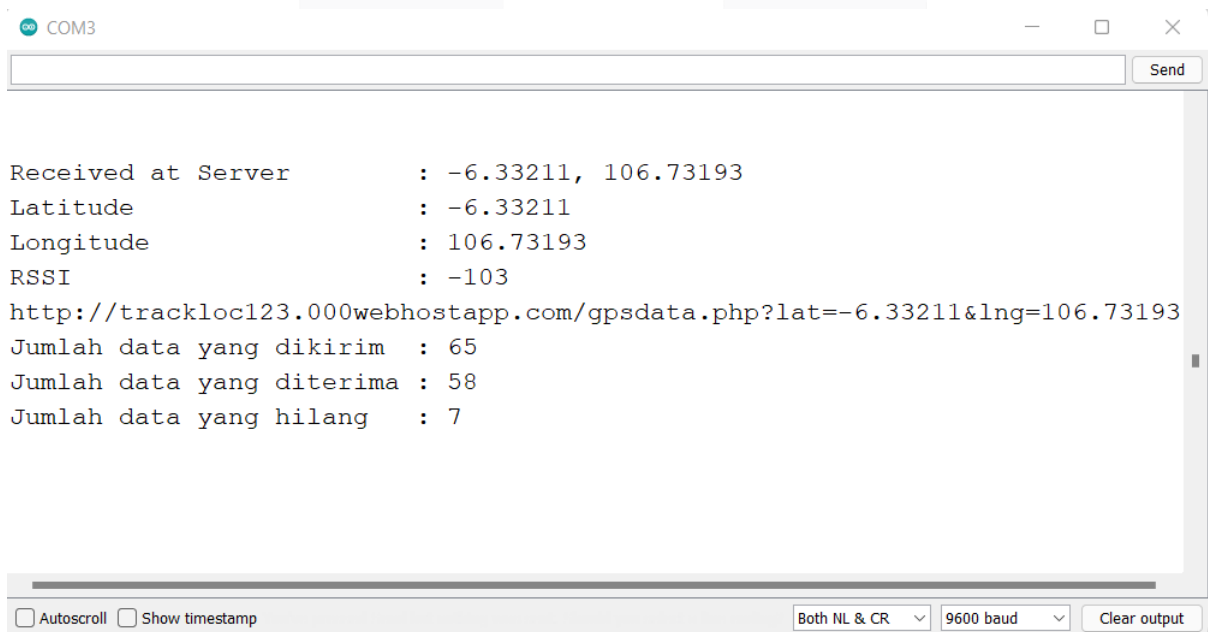 COM3
Send
Received at Server : -6.33211, 106.73193
Latitude : -6.33211
Longitude : 106.73193
RSSI : -103
http://trackloc123.000webhostapp.com/gpsdata.php?lat=-6.33211&lng=106.73193
Jumlah data yang dikirim : 65
Jumlah data yang diterima : 58
Jumlah data yang hilang : 7
Autoscroll Show timestamp Both NL & CR 9600 baud Clear output